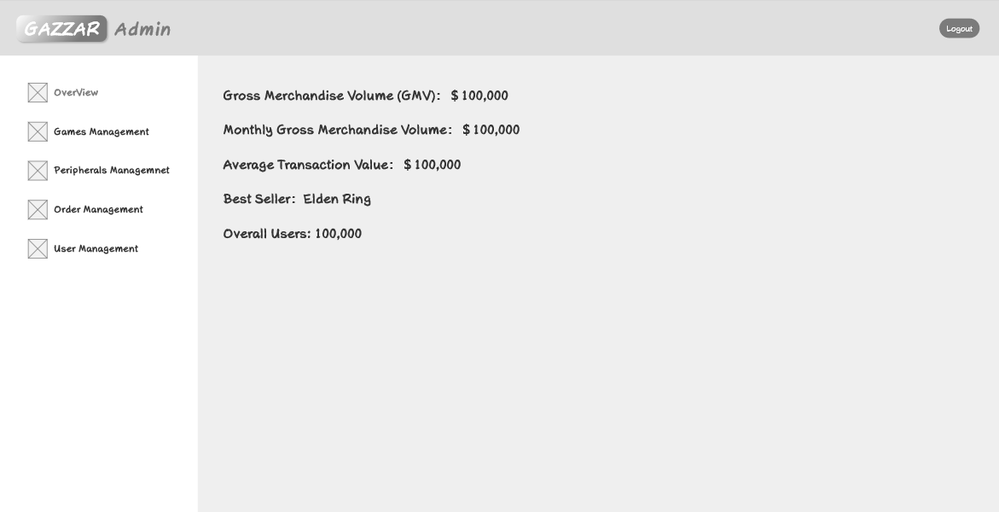 GAZZAR Admin
Logout
OverView
Games Management
Peripherals Managemnet
Order Management
User Management
Gross Merchandise Volume (GMV): $ 100,000
Monthly Gross Merchandise Volume: $ 100,000
Average Transaction Value: $ 100,000
Best Seller: Elden Ring
Overall Users: 100,000